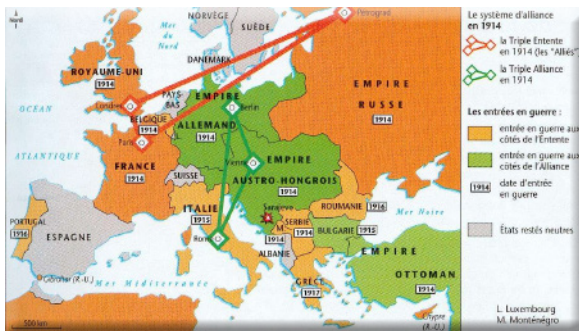 Nord
Mer
du
Nord
NORVÈGE
SUÈDE
Petrograd
DANEMARK
ROYAUME-UNI
1914
Londres
PAYS-
BAS
EMPIRE
Berlin
ALLEMAND
1914
BELGIQUE
1914
EMPIRE
RUSSE
1914
OCÉAN
ATLANTIQUE
Paris
FRANCE
1914
SUISSE
Vienne
EMPIRE
AUSTRO-HONGROIS
1914
ITALIE
1915
Rome
Sarajevo
ROUMANIE 1916
SERBIE
1914
M
1914
BULGARIE 1915
ALBANIE
GRÈCE
1917
Mer Noire
EMPIRE
OTTOMAN
1914
PORTUGAL
1916
ESPAGNE
Gibraltar (R.-U.)
Mer Méditerranée
Chypre
(R.-U.)
500 km
Le système d'alliance
en 1914
la Triple Entente
en 1914 (les "Alliés")
la Triple Alliance
en 1914
Les entrées en guerre :
entrée en guerre aux
côtés de l'Entente
entrée en guerre aux
côtés de l'Alliance
1914 date d'entrée
en guerre
États restés neutres
L. Luxembourg
M. Monténégro